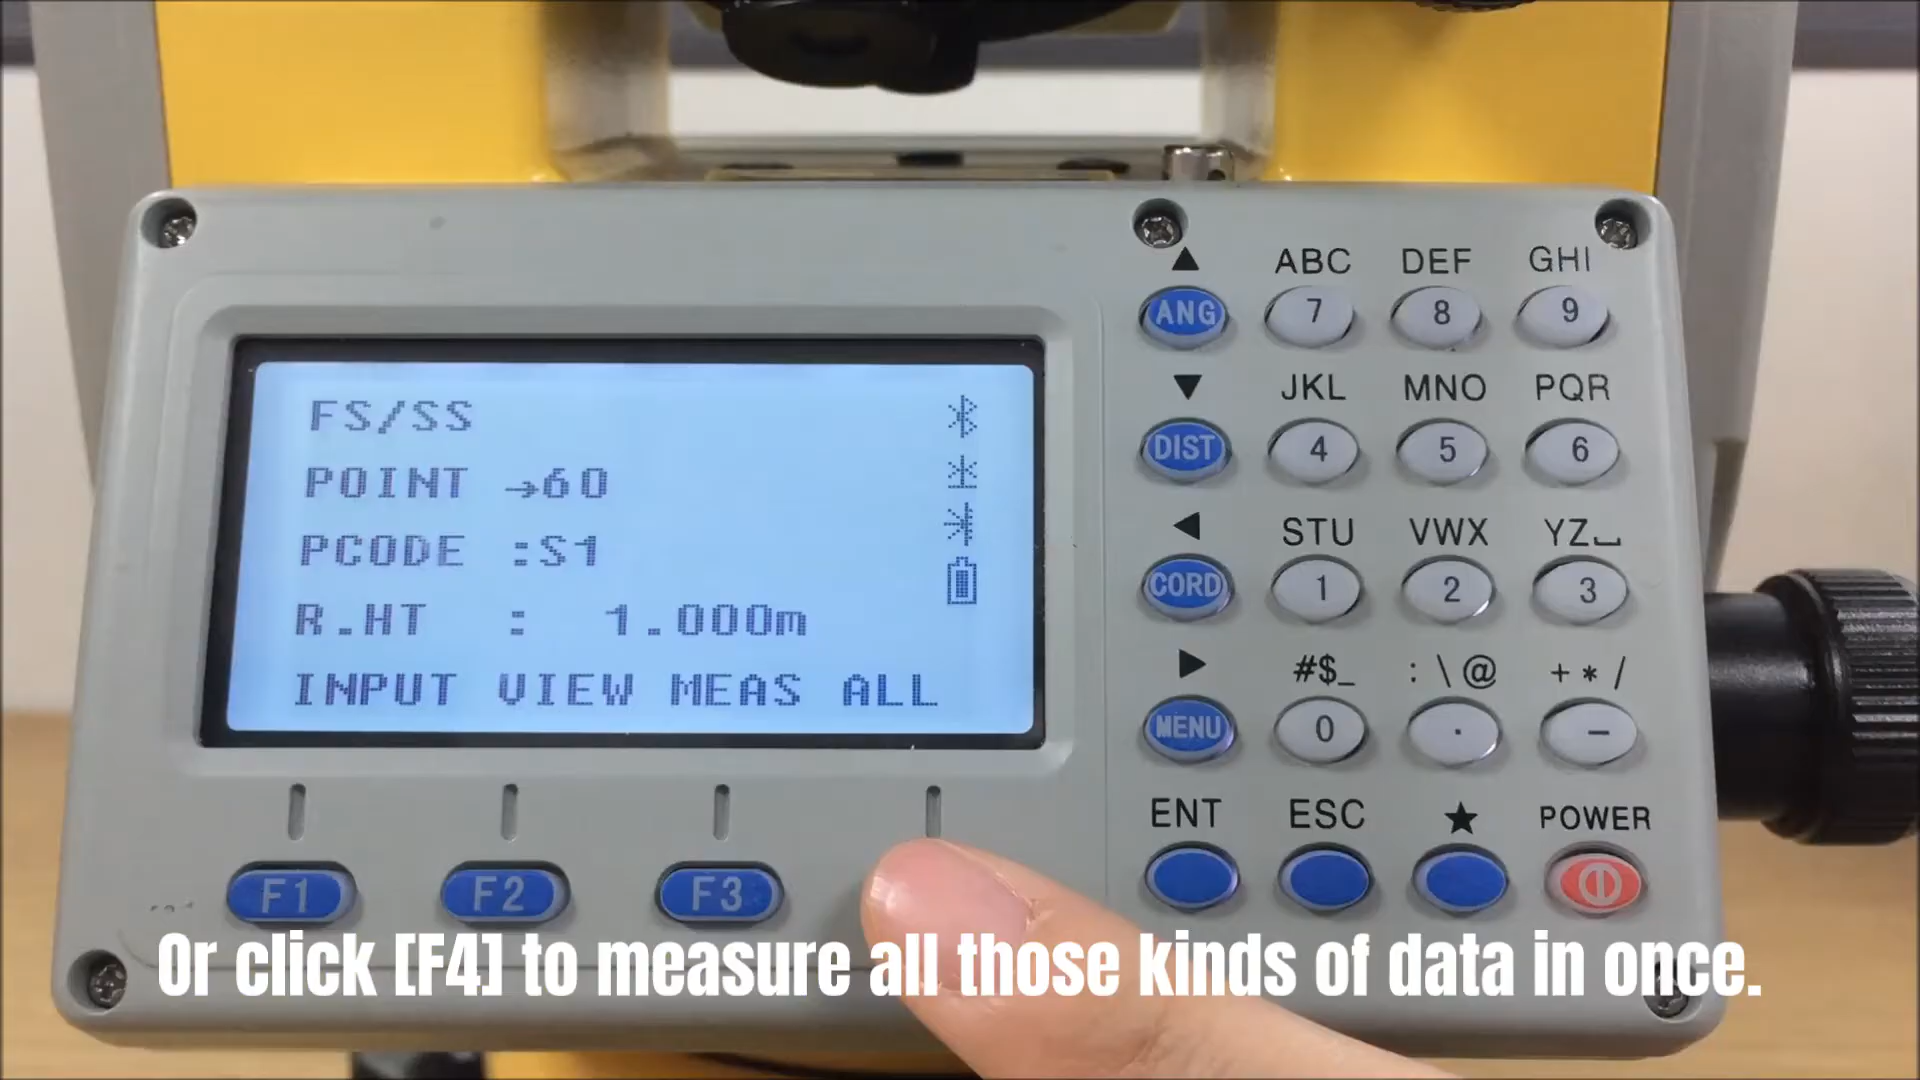 FS/SS
POINT →60
PCODE :S1
R.HT : 1.000m
INPUT VIEW MEAS ALL
F1 F2 F3
▲ ABC DEF GHI
ANG 7 8 9
▼ JKL MNO PQR
DIST 4 5 6
◀ STU VWX YZ⎵
CORD 1 2 3
▶ #$_ :\@ +*/
MENU 0 . −
ENT ESC ★ POWER
Or click [F4] to measure all those kinds of data in once.